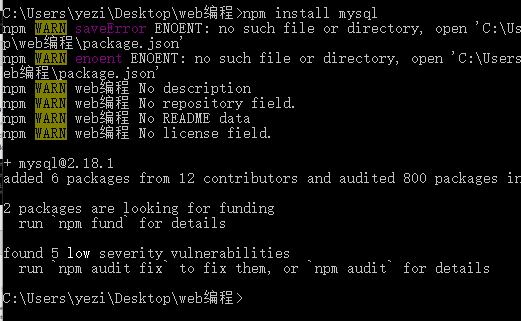 C:\Users\yezi\Desktop\web编程>npm install mysql
npm WARN saveError ENOENT: no such file or directory, open 'C:\Us
p\web编程\package.json'
npm WARN enoent ENOENT: no such file or directory, open 'C:\Users
eb编程\package.json'
npm WARN web编程 No description
npm WARN web编程 No repository field.
npm WARN web编程 No README data
npm WARN web编程 No license field.
+ mysql@2.18.1
added 6 packages from 12 contributors and audited 800 packages in
2 packages are looking for funding
run `npm fund` for details
found 5 low severity vulnerabilities
run `npm audit fix` to fix them, or `npm audit` for details
C:\Users\yezi\Desktop\web编程>